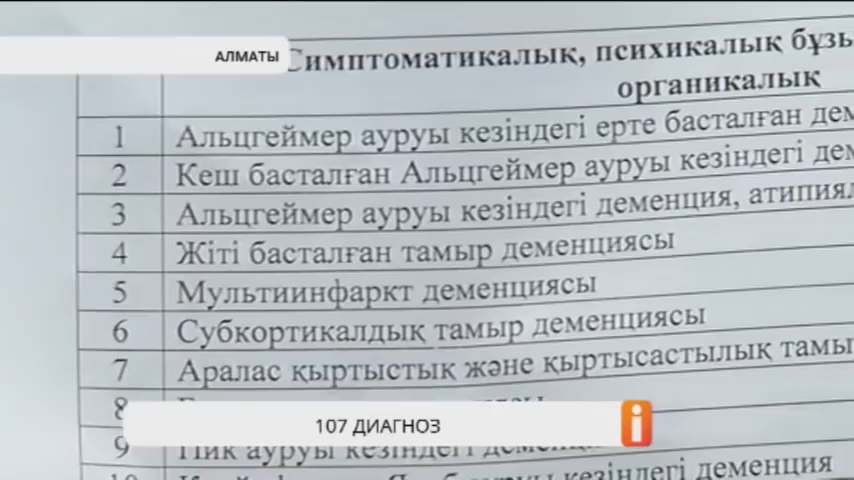 АЛМАТЫ
Симптоматикалық, психикалық
органикалық
1 Альцгеймер ауруы кезіндегі ерте басталған
2 Кеш басталған Альцгеймер ауруы кезіндегі
3 Альцгеймер ауруы кезіндегі деменция,
4 Жіті басталған тамыр деменциясы
5 Мультиинфаркт деменциясы
6 Субкортикалдық тамыр деменциясы
7 Аралас қыртыстық және қыртысастылық
8
107 ДИАГНОЗ
i
9 Пик ауруы кезіндегі
ауруы кезіндегі деменция